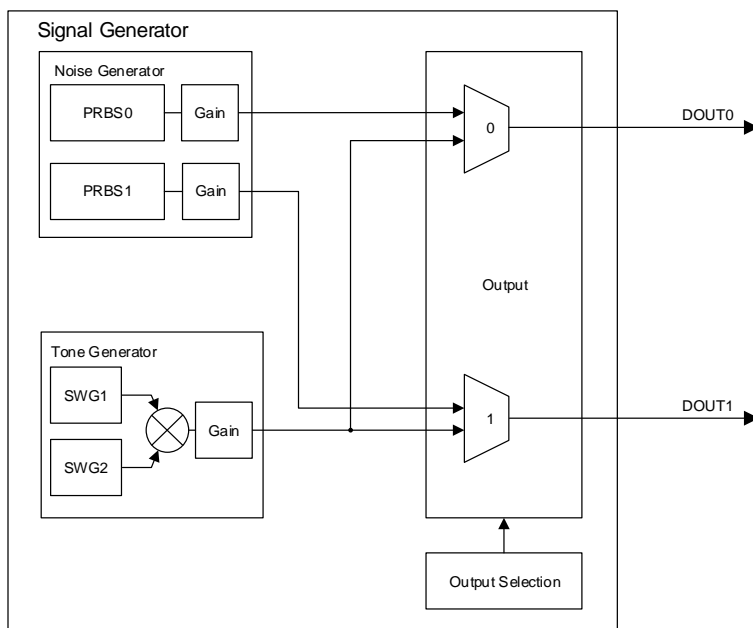 Signal Generator
Noise Generator
PRBS0
Gain
PRBS1
Gain
0
DOUT0
Output
Tone Generator
SWG1
SWG2
Gain
1
DOUT1
Output Selection